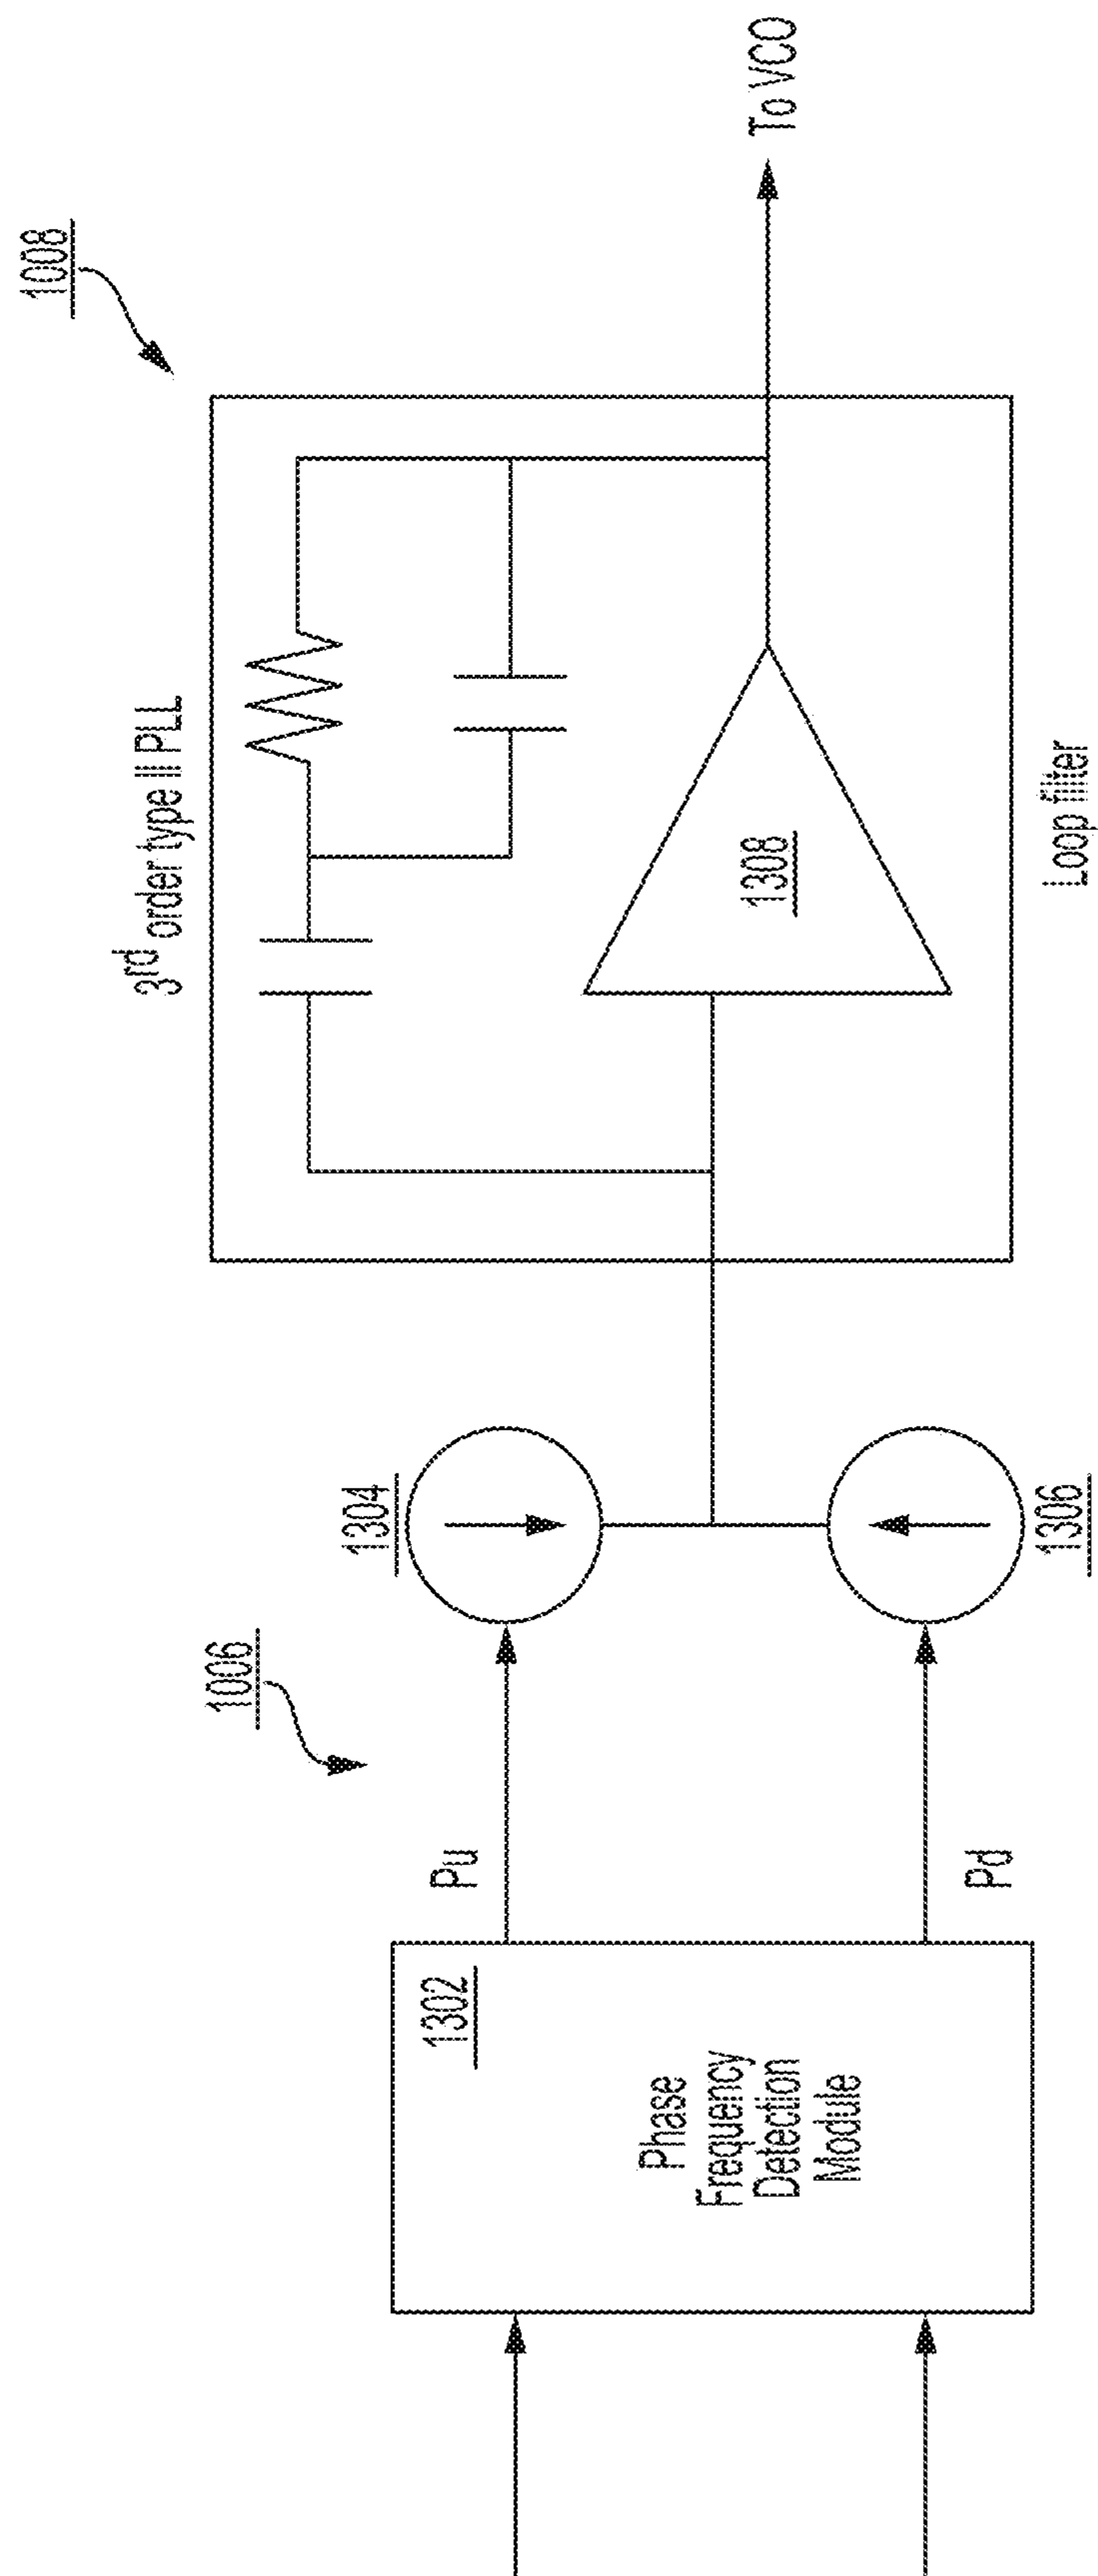 1008
3rd order type II PLL
1308
To VCO
Loop filter
1006
1304
1306
Pu
Pd
1302
Phase
Frequency
Detection
Module